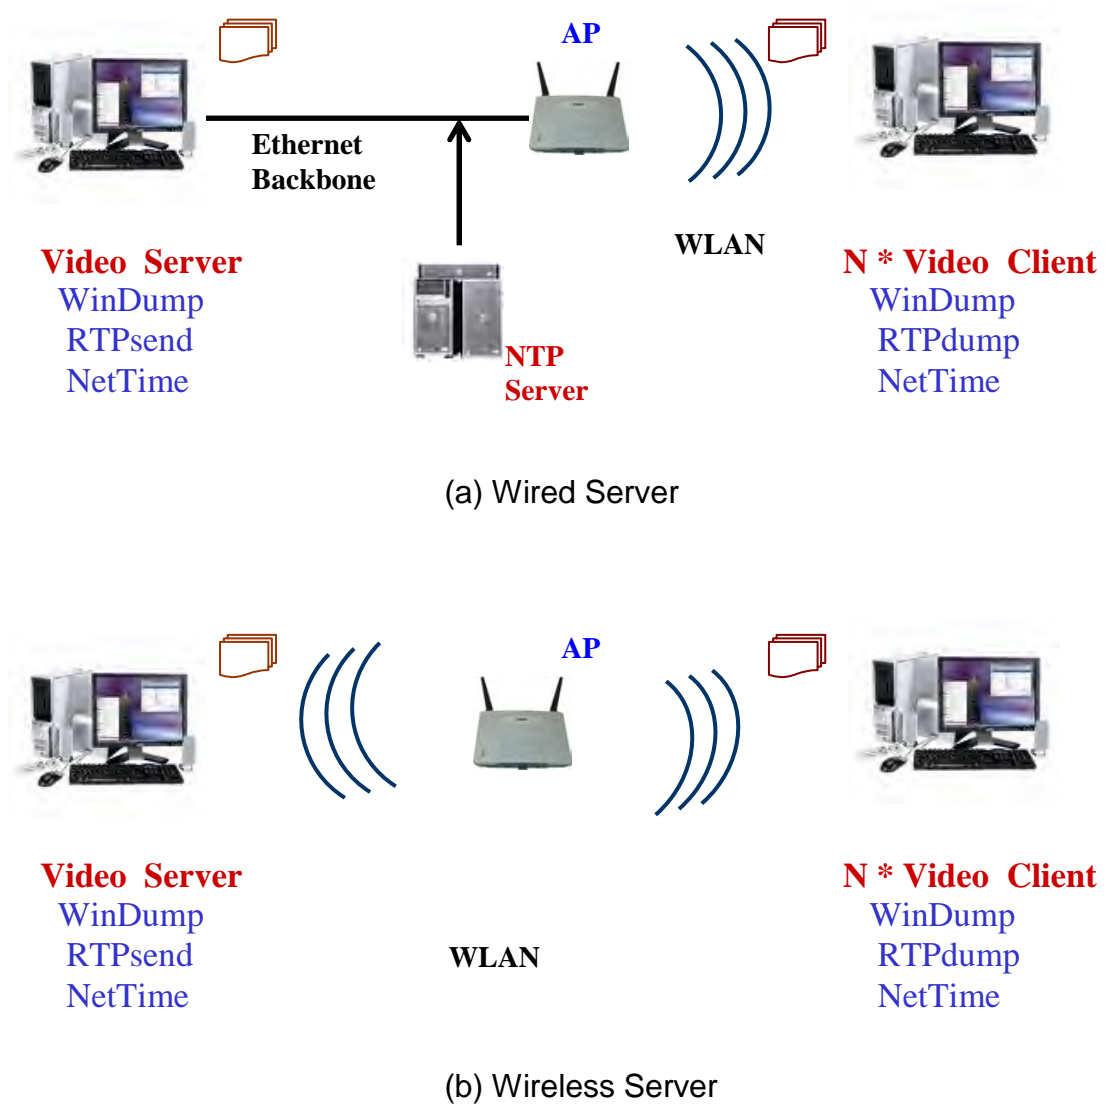 AP
Ethernet
Backbone
WLAN
Video Server
WinDump
RTPsend
NetTime
NTP
Server
N * Video Client
WinDump
RTPdump
NetTime
(a) Wired Server
AP
Video Server
WinDump
RTPsend
NetTime
WLAN
N * Video Client
WinDump
RTPdump
NetTime
(b) Wireless Server